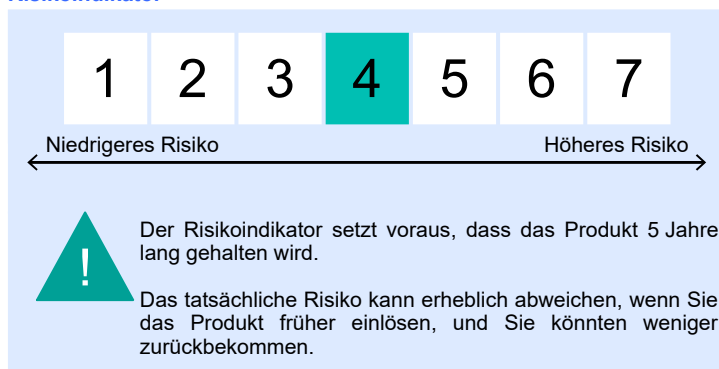 Risikoindikator
1 2 3 4 5 6 7
Niedrigeres Risiko Höheres Risiko
!
Der Risikoindikator setzt voraus, dass das Produkt 5 Jahre
lang gehalten wird.
Das tatsächliche Risiko kann erheblich abweichen, wenn Sie
das Produkt früher einlösen, und Sie könnten weniger
zurückbekommen.